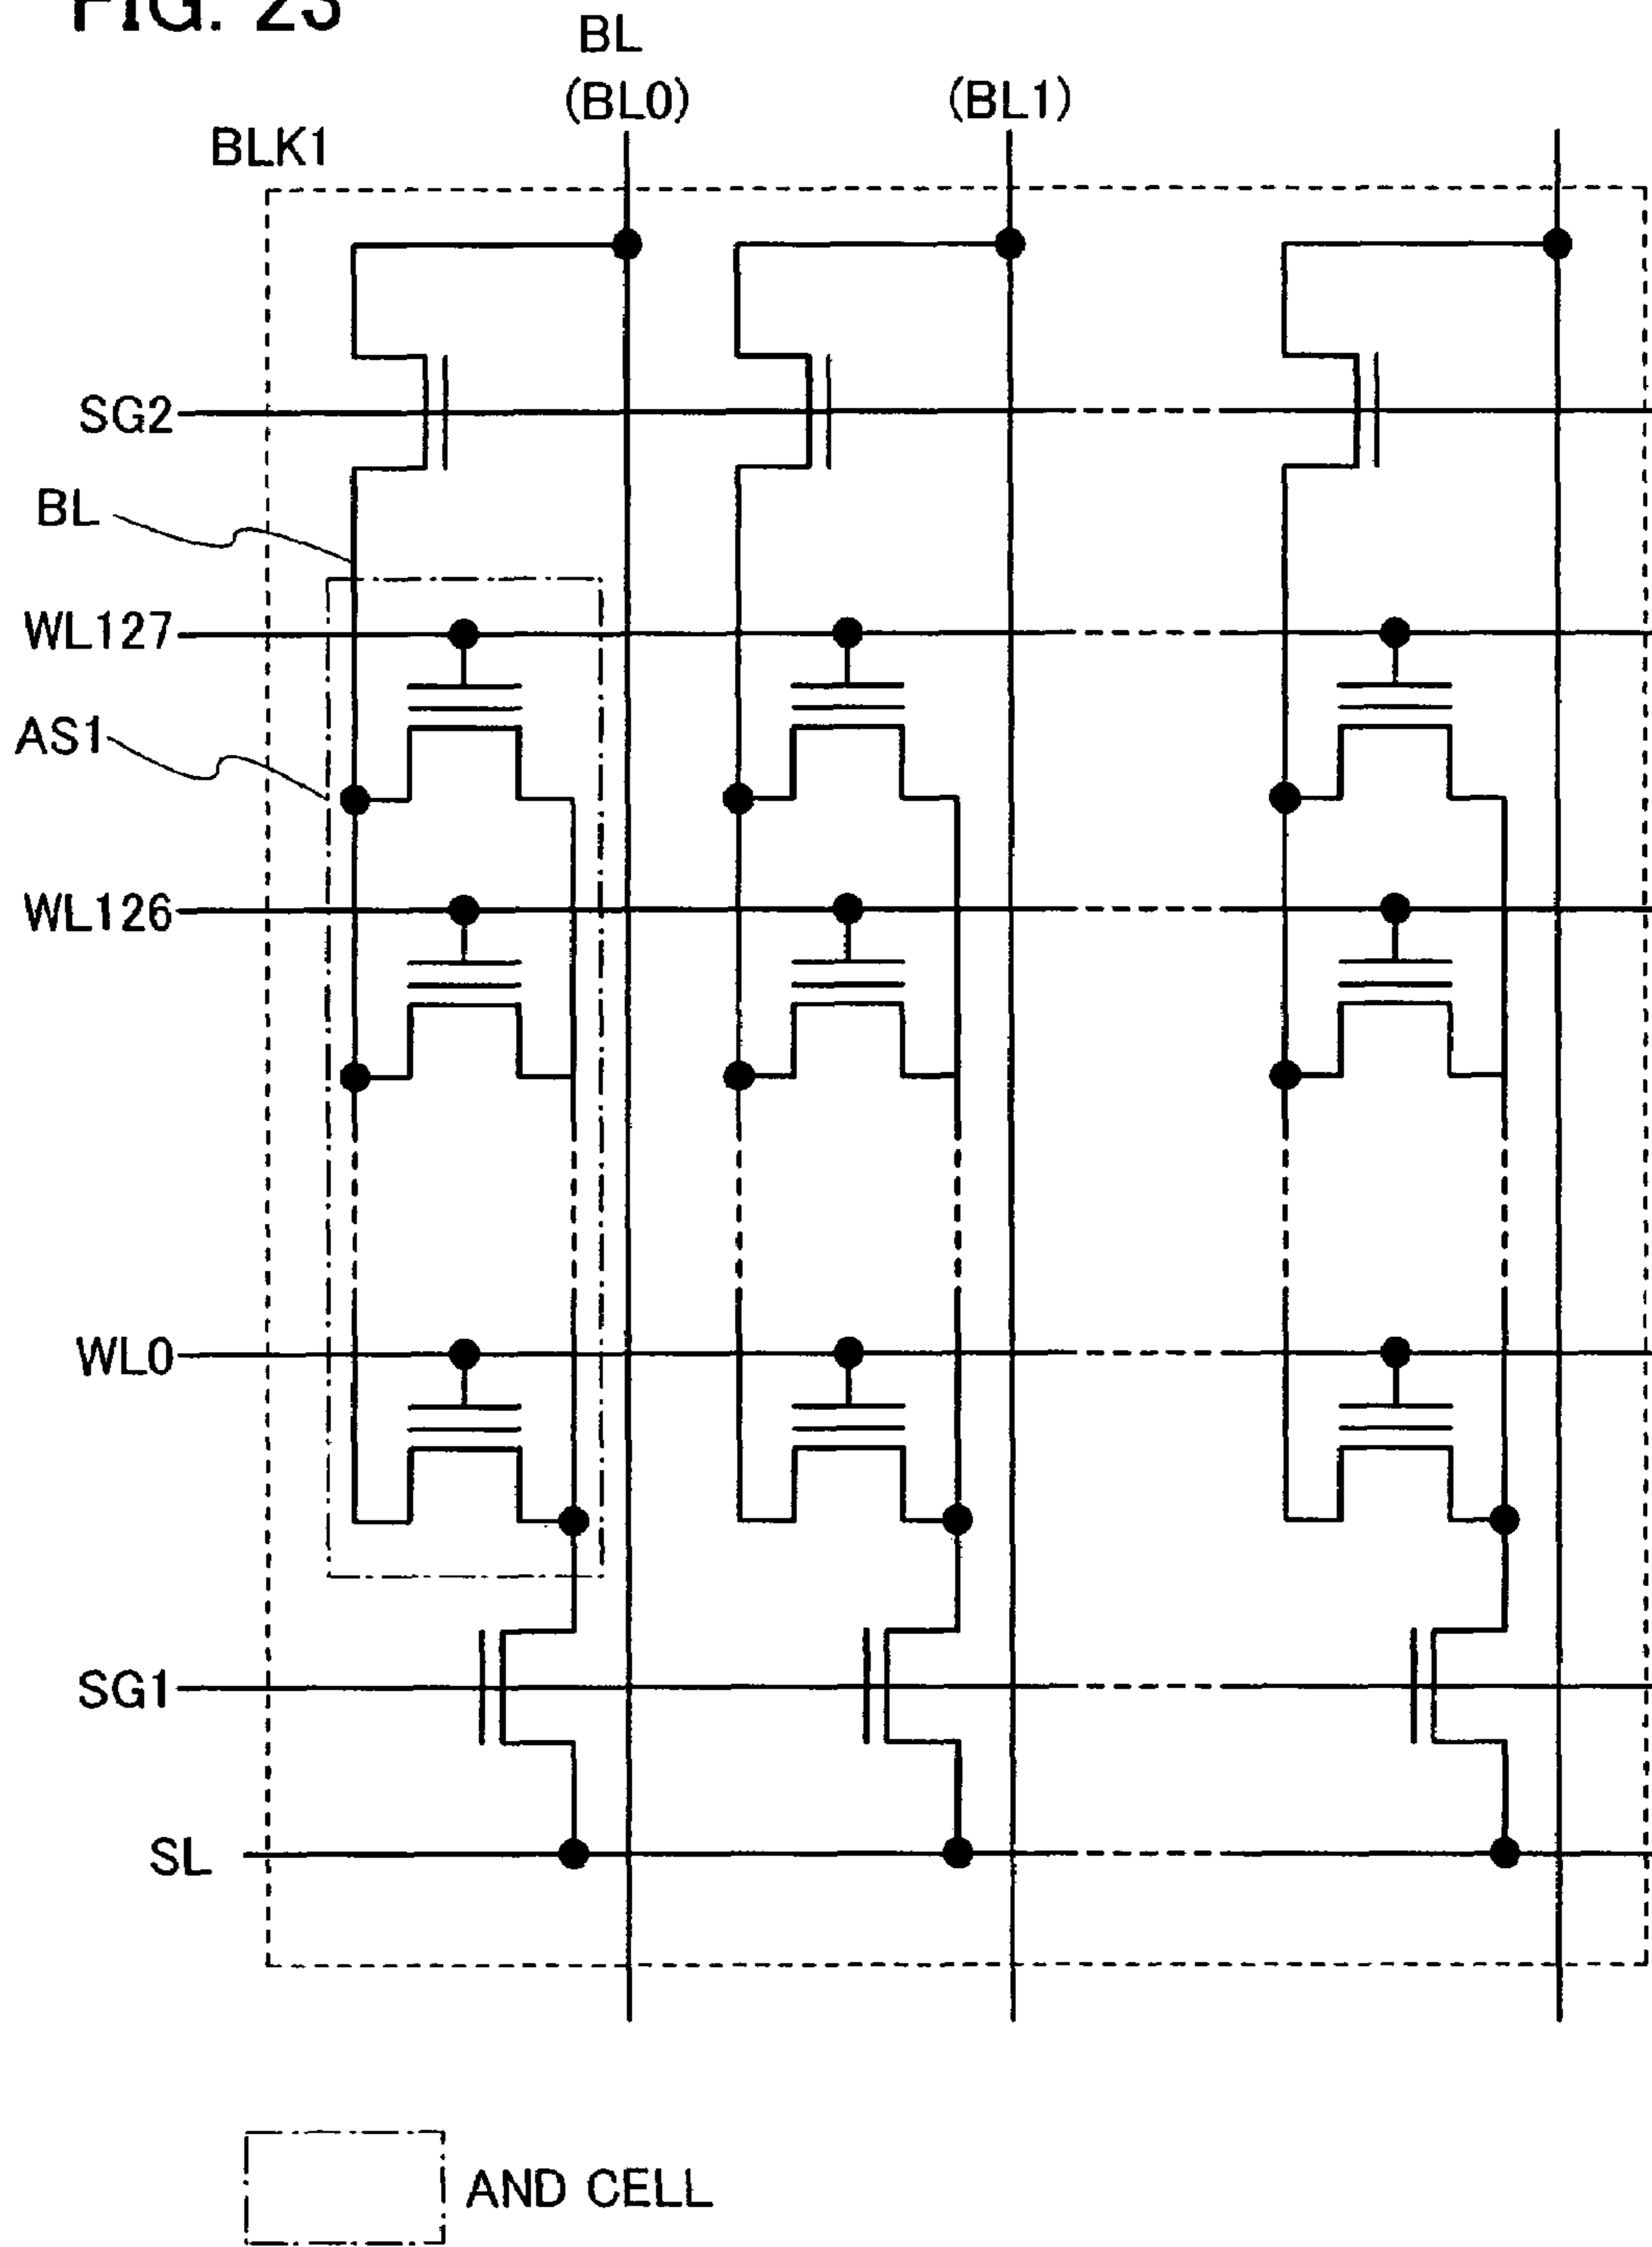 FIG. 23
BL
(BL0)
(BL1)
BLK1
SG2
BL
WL127
AS1
WL126
WL0
SG1
SL
AND CELL